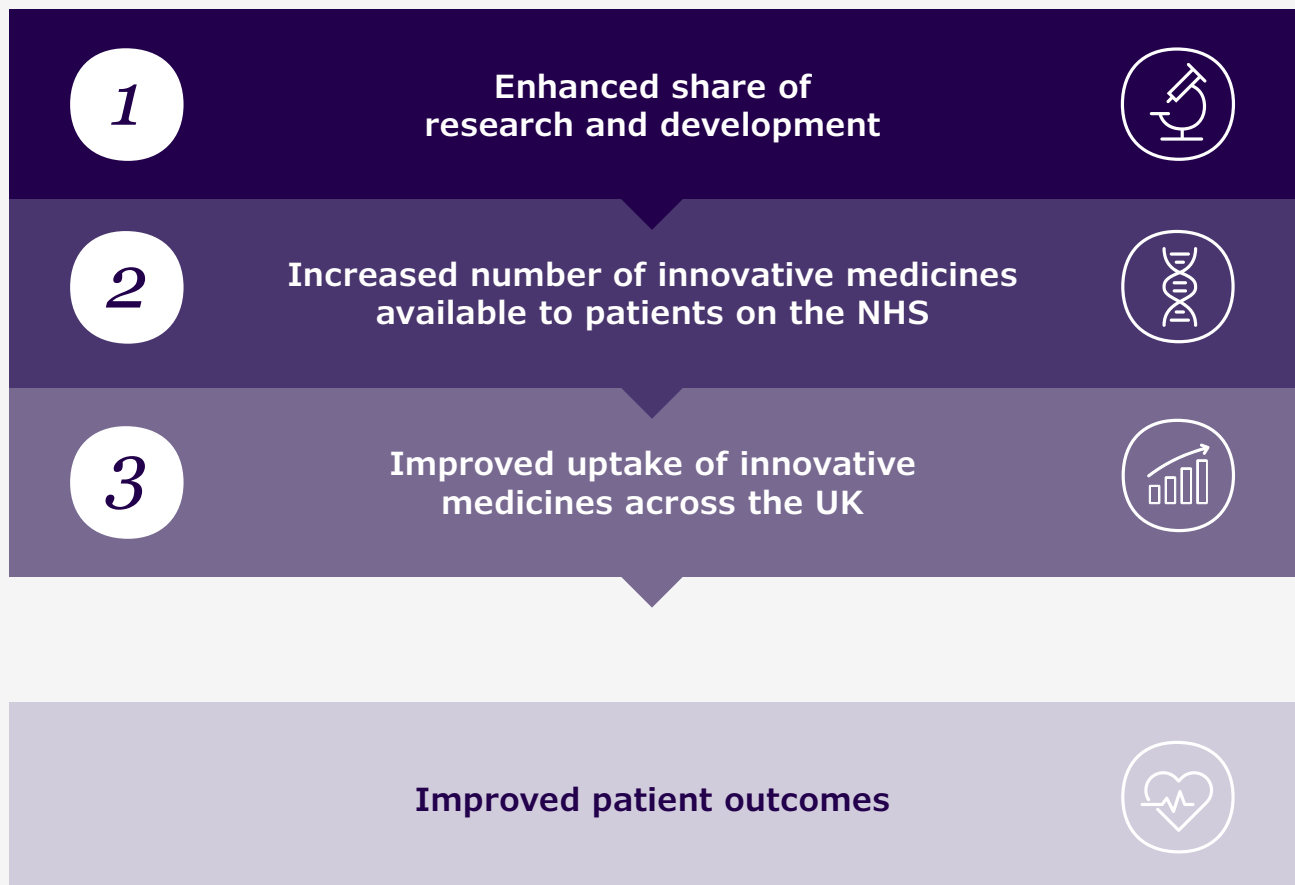 1
Enhanced share of
research and development
2
Increased number of innovative medicines
available to patients on the NHS
3
Improved uptake of innovative
medicines across the UK
Improved patient outcomes